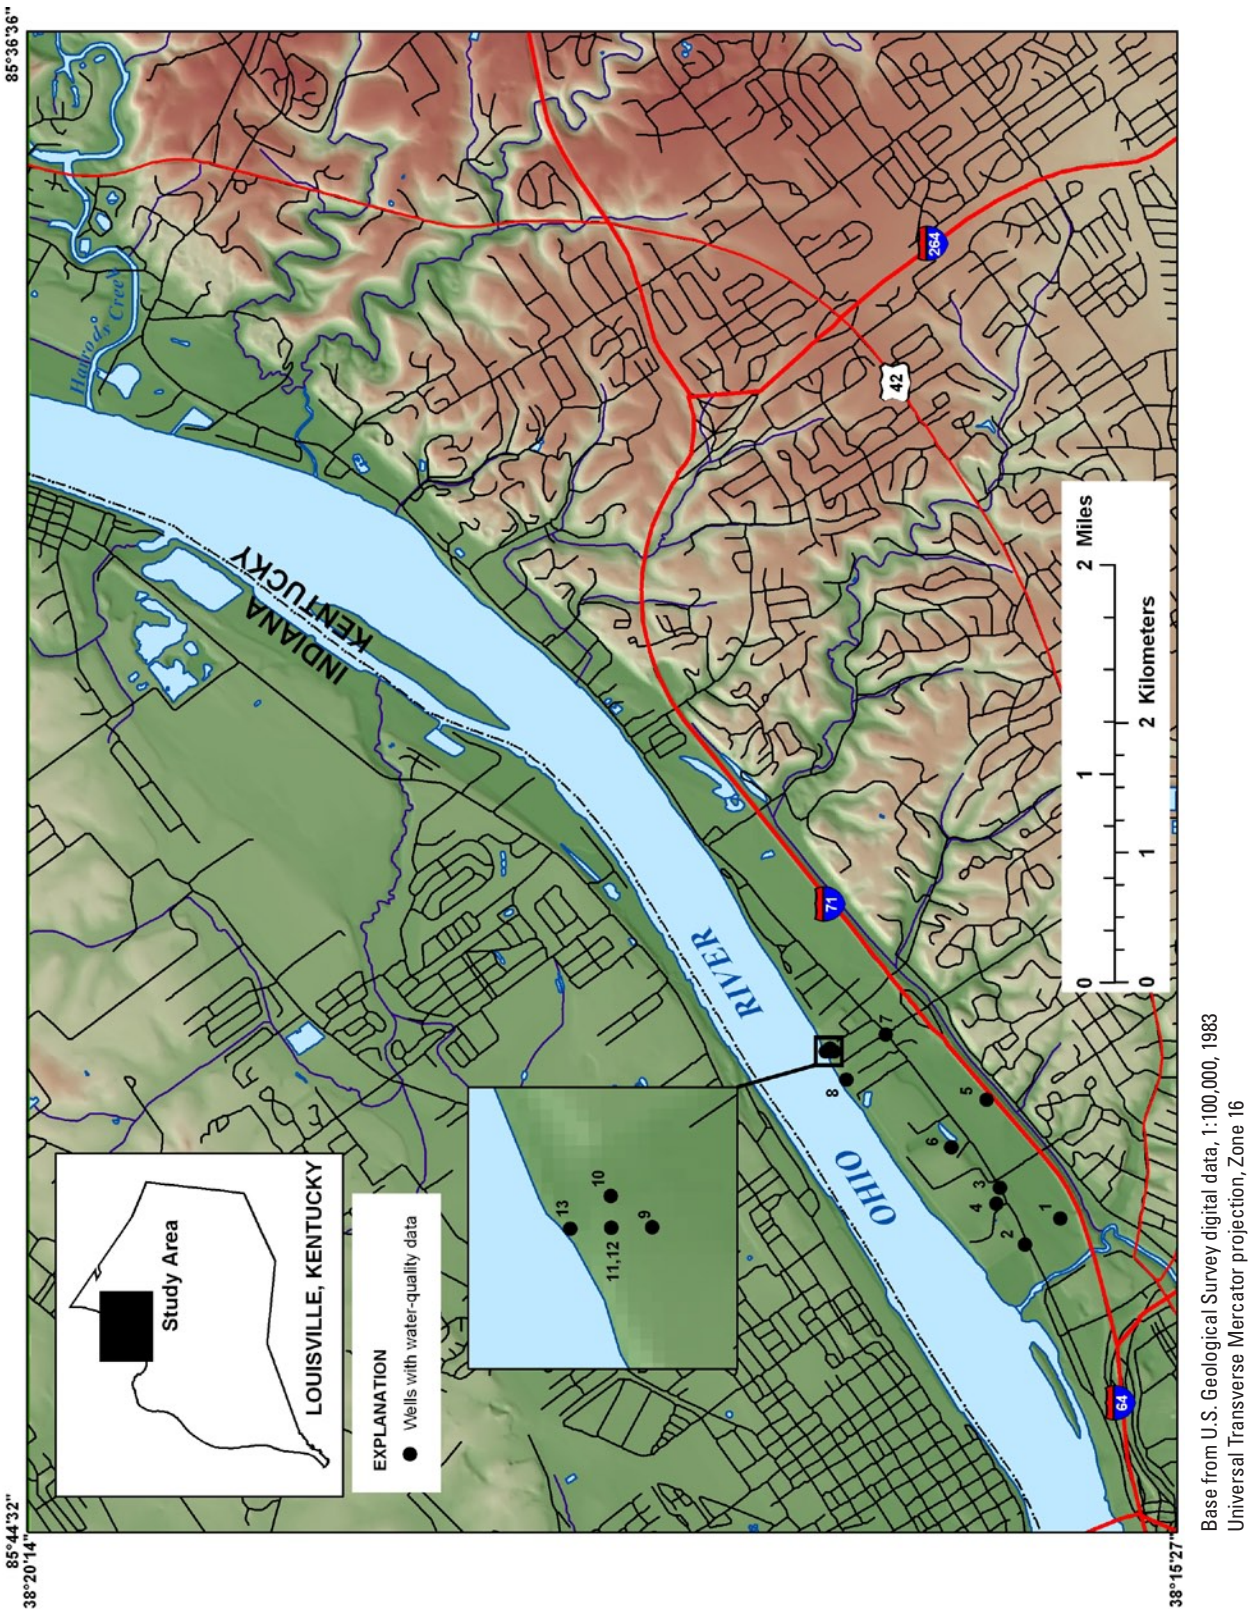 85°44'32"
85°36'36"
38°20'14"
38°15'27"
Study Area
LOUISVILLE, KENTUCKY
EXPLANATION
Wells with water-quality data
Harrods Creek
INDIANA
KENTUCKY
OHIO
RIVER
13
10
11,12
9
8
7
6
5
4
3
2
1
71
264
42
64
0 1 2 Miles
0 1 2 Kilometers
Base from U.S. Geological Survey digital data, 1:100,000, 1983
Universal Transverse Mercator projection, Zone 16